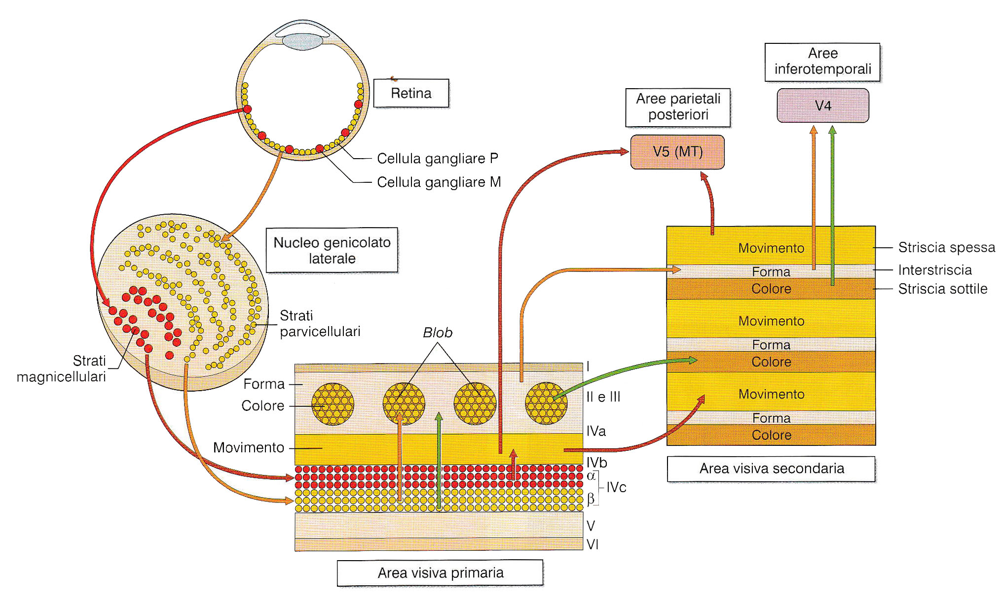 Retina
Cellula gangliare P
Cellula gangliare M
Nucleo genicolato
laterale
Strati
parvicellulari
Strati
magnicellulari
Blob
Forma
Colore
Movimento
I
II e III
IVa
IVb
α
β
IVc
V
VI
Area visiva primaria
Aree parietali
posteriori
V5 (MT)
Aree
inferotemporali
V4
Movimento
Forma
Colore
Movimento
Forma
Colore
Movimento
Forma
Colore
Striscia spessa
Interstriscia
Striscia sottile
Area visiva secondaria